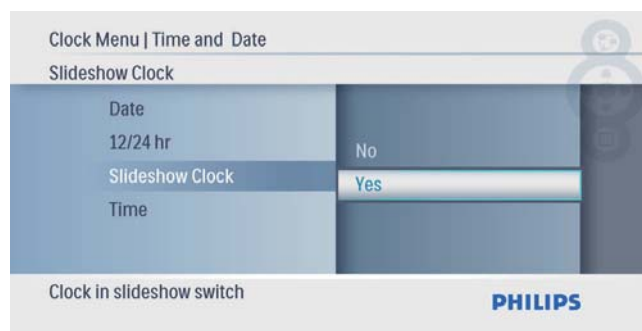 Clock Menu | Time and Date
Slideshow Clock
Date
12/24 hr
Slideshow Clock
Time
No
Yes
Clock in slideshow switch
PHILIPS